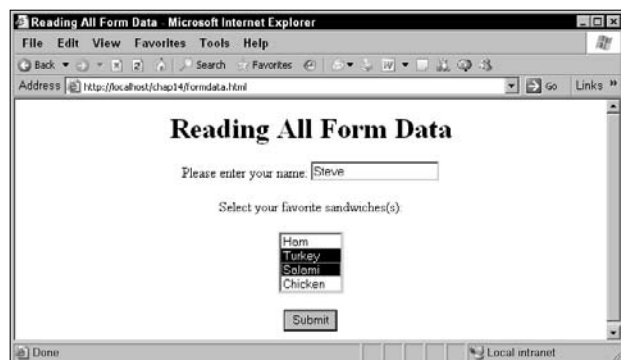 Reading All Form Data - Microsoft Internet Explorer
File Edit View Favorites Tools Help
Back Search Favorites
Address http://localhost/chap14/formdata.html Go Links »
Reading All Form Data
Please enter your name: Steve
Select your favorite sandwiches(s):
Ham
Turkey
Salami
Chicken
Submit
Done Local intranet